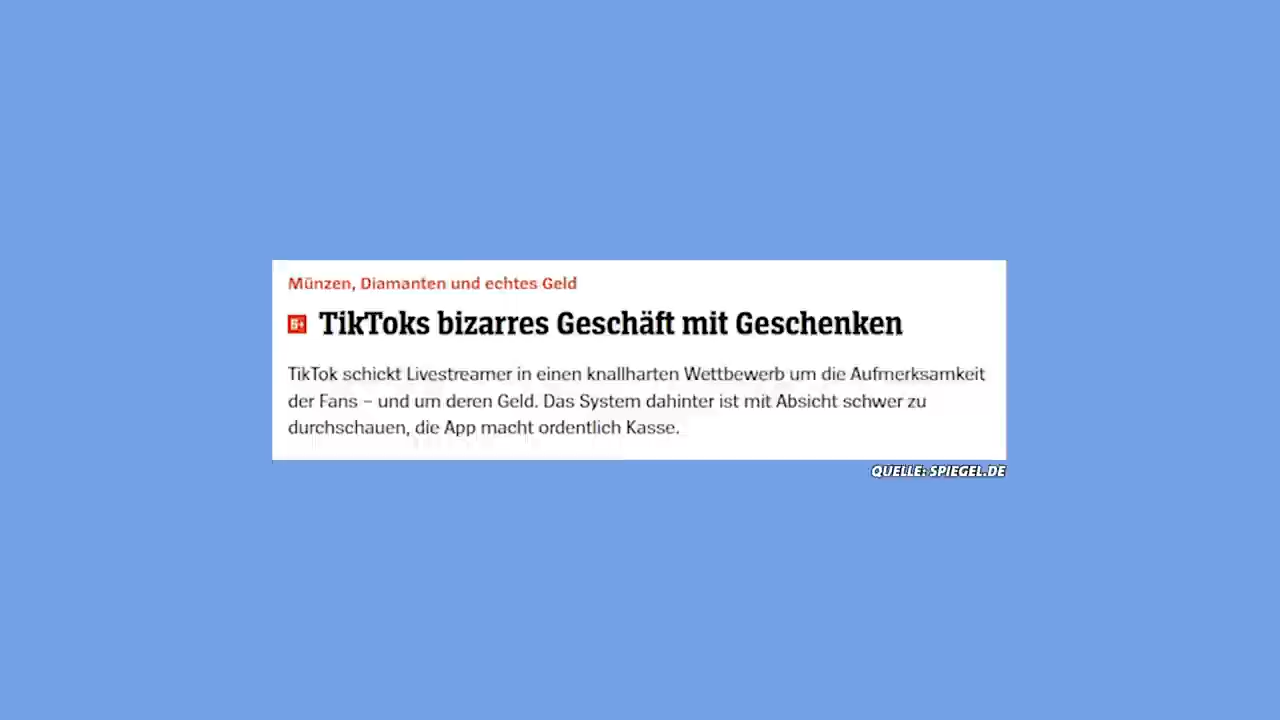 Münzen, Diamanten und echtes Geld
S+ TikToks bizarres Geschäft mit Geschenken
TikTok schickt Livestreamer in einen knallharten Wettbewerb um die Aufmerksamkeit
der Fans – und um deren Geld. Das System dahinter ist mit Absicht schwer zu
durchschauen, die App macht ordentlich Kasse.
QUELLE: SPIEGEL.DE